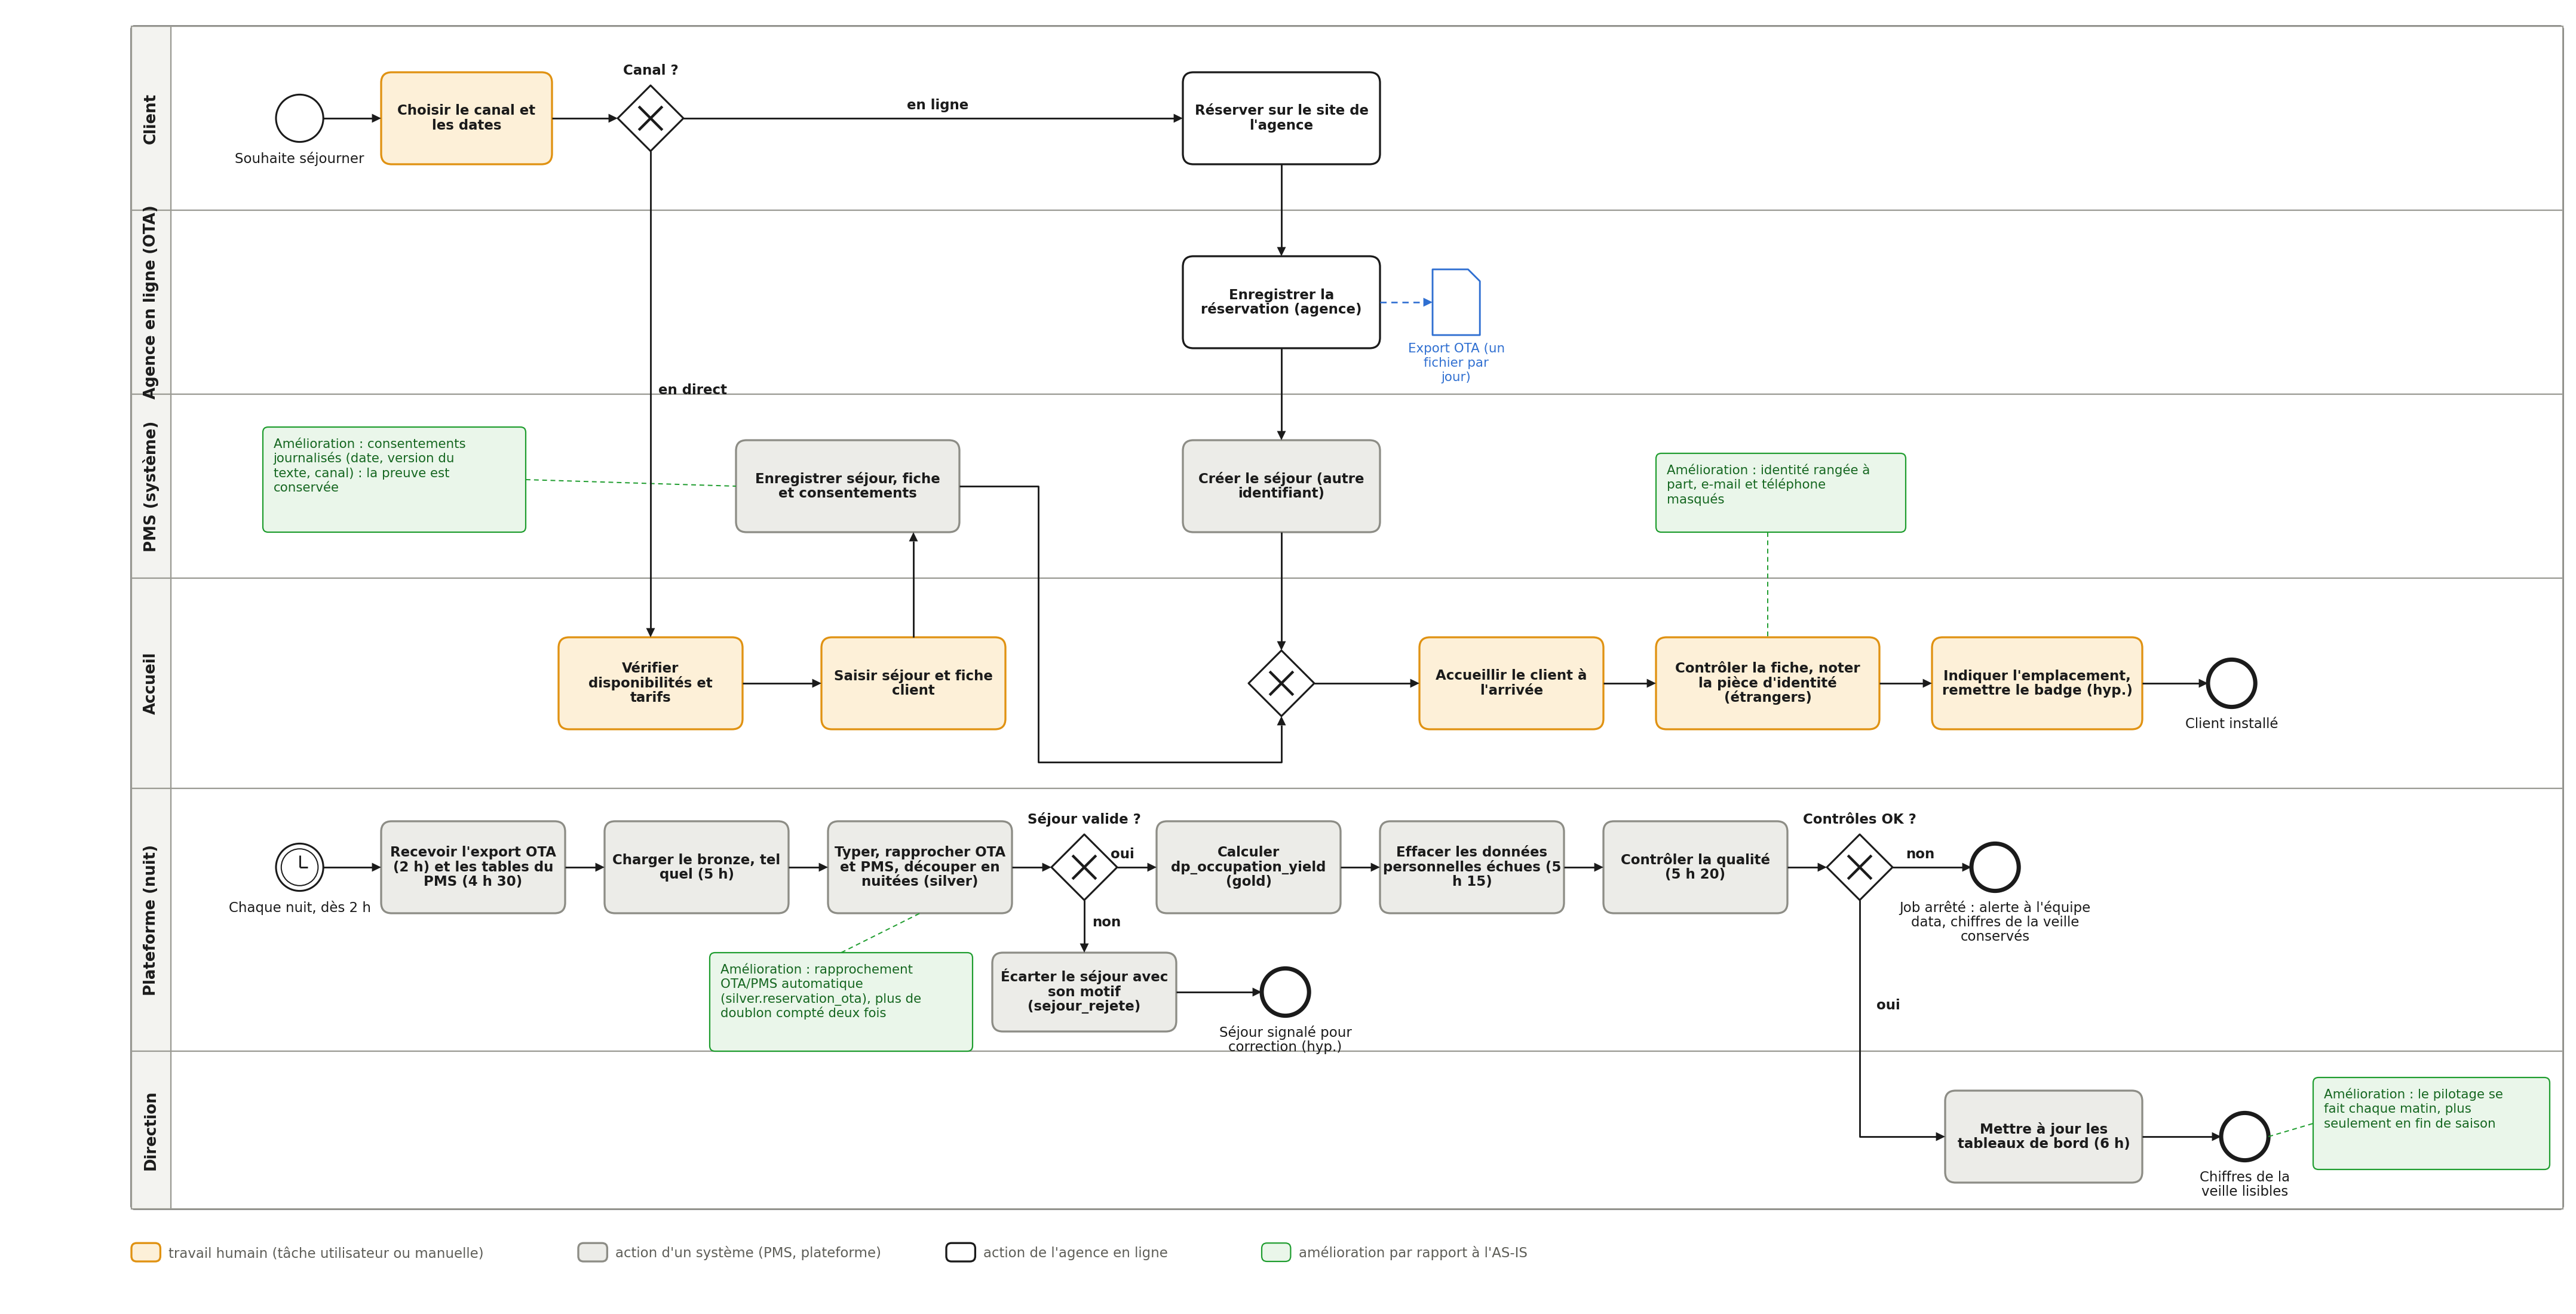 Client
Canal ?
Choisir le canal et
les dates
en ligne
Réserver sur le site de
l'agence
Souhaite séjourner
Agence en ligne (OTA)
Enregistrer la
réservation (agence)
Export OTA (un
fichier par
jour)
en direct
PMS (système)
Amélioration : consentements
journalisés (date, version du
texte, canal) : la preuve est
conservée
Enregistrer séjour, fiche
et consentements
Créer le séjour (autre
identifiant)
Amélioration : identité rangée à
part, e-mail et téléphone
masqués
Accueil
Vérifier
disponibilités et
tarifs
Saisir séjour et fiche
client
Accueillir le client à
l'arrivée
Contrôler la fiche, noter
la pièce d'identité
(étrangers)
Indiquer l'emplacement,
remettre le badge (hyp.)
Client installé
Plateforme (nuit)
Chaque nuit, dès 2 h
Recevoir l'export OTA
(2 h) et les tables du
PMS (4 h 30)
Charger le bronze, tel
quel (5 h)
Typer, rapprocher OTA
et PMS, découper en
nuitées (silver)
Séjour valide ?
oui
non
Calculer
dp_occupation_yield
(gold)
Effacer les données
personnelles échues (5
h 15)
Contrôler la qualité
(5 h 20)
Contrôles OK ?
non
Job arrêté : alerte à l'équipe
data, chiffres de la veille
conservés
Amélioration : rapprochement
OTA/PMS automatique
(silver.reservation_ota), plus de
doublon compté deux fois
Écarter le séjour avec
son motif
(sejour_rejete)
Séjour signalé pour
correction (hyp.)
oui
Direction
Mettre à jour les
tableaux de bord (6 h)
Chiffres de la
veille lisibles
Amélioration : le pilotage se
fait chaque matin, plus
seulement en fin de saison
travail humain (tâche utilisateur ou manuelle)
action d'un système (PMS, plateforme)
action de l'agence en ligne
amélioration par rapport à l'AS-IS